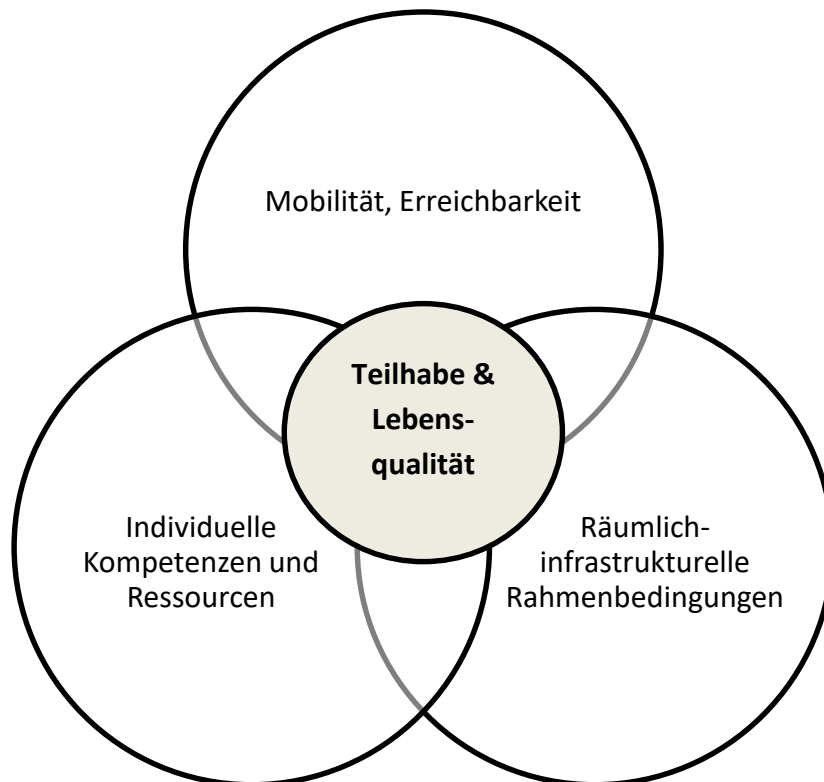 Mobilität, Erreichbarkeit
Teilhabe &
Lebens-
qualität
Individuelle
Kompetenzen und
Ressourcen
Räumlich-
infrastrukturelle
Rahmenbedingungen